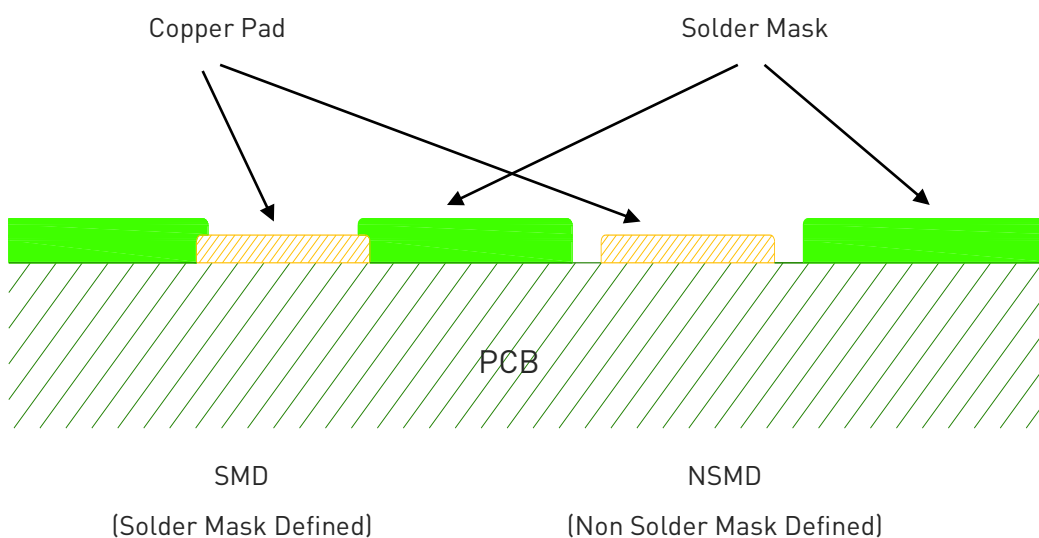 Copper Pad
Solder Mask
PCB
SMD
NSMD
(Solder Mask Defined)
(Non Solder Mask Defined)